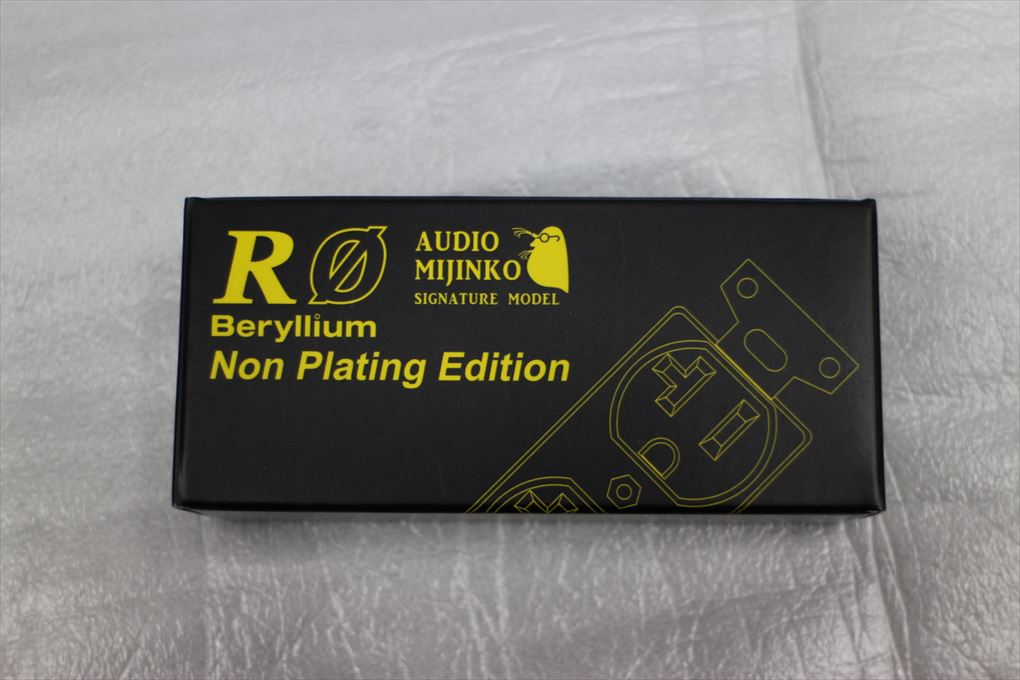 R Ø
AUDIO
MIJINKO
SIGNATURE MODEL
Beryllium
Non Plating Edition